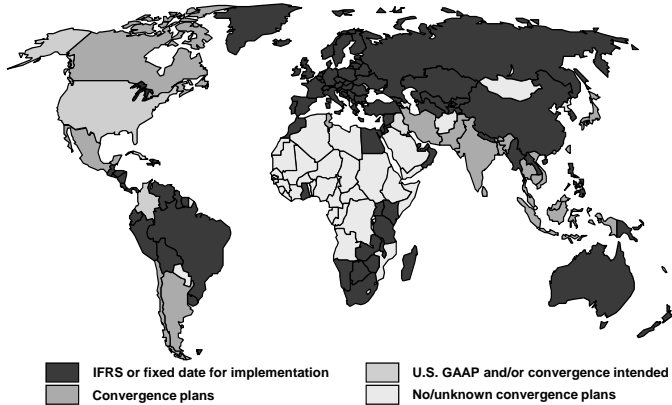 IFRS or fixed date for implementation
Convergence plans
U.S. GAAP and/or convergence intended
No/unknown convergence plans